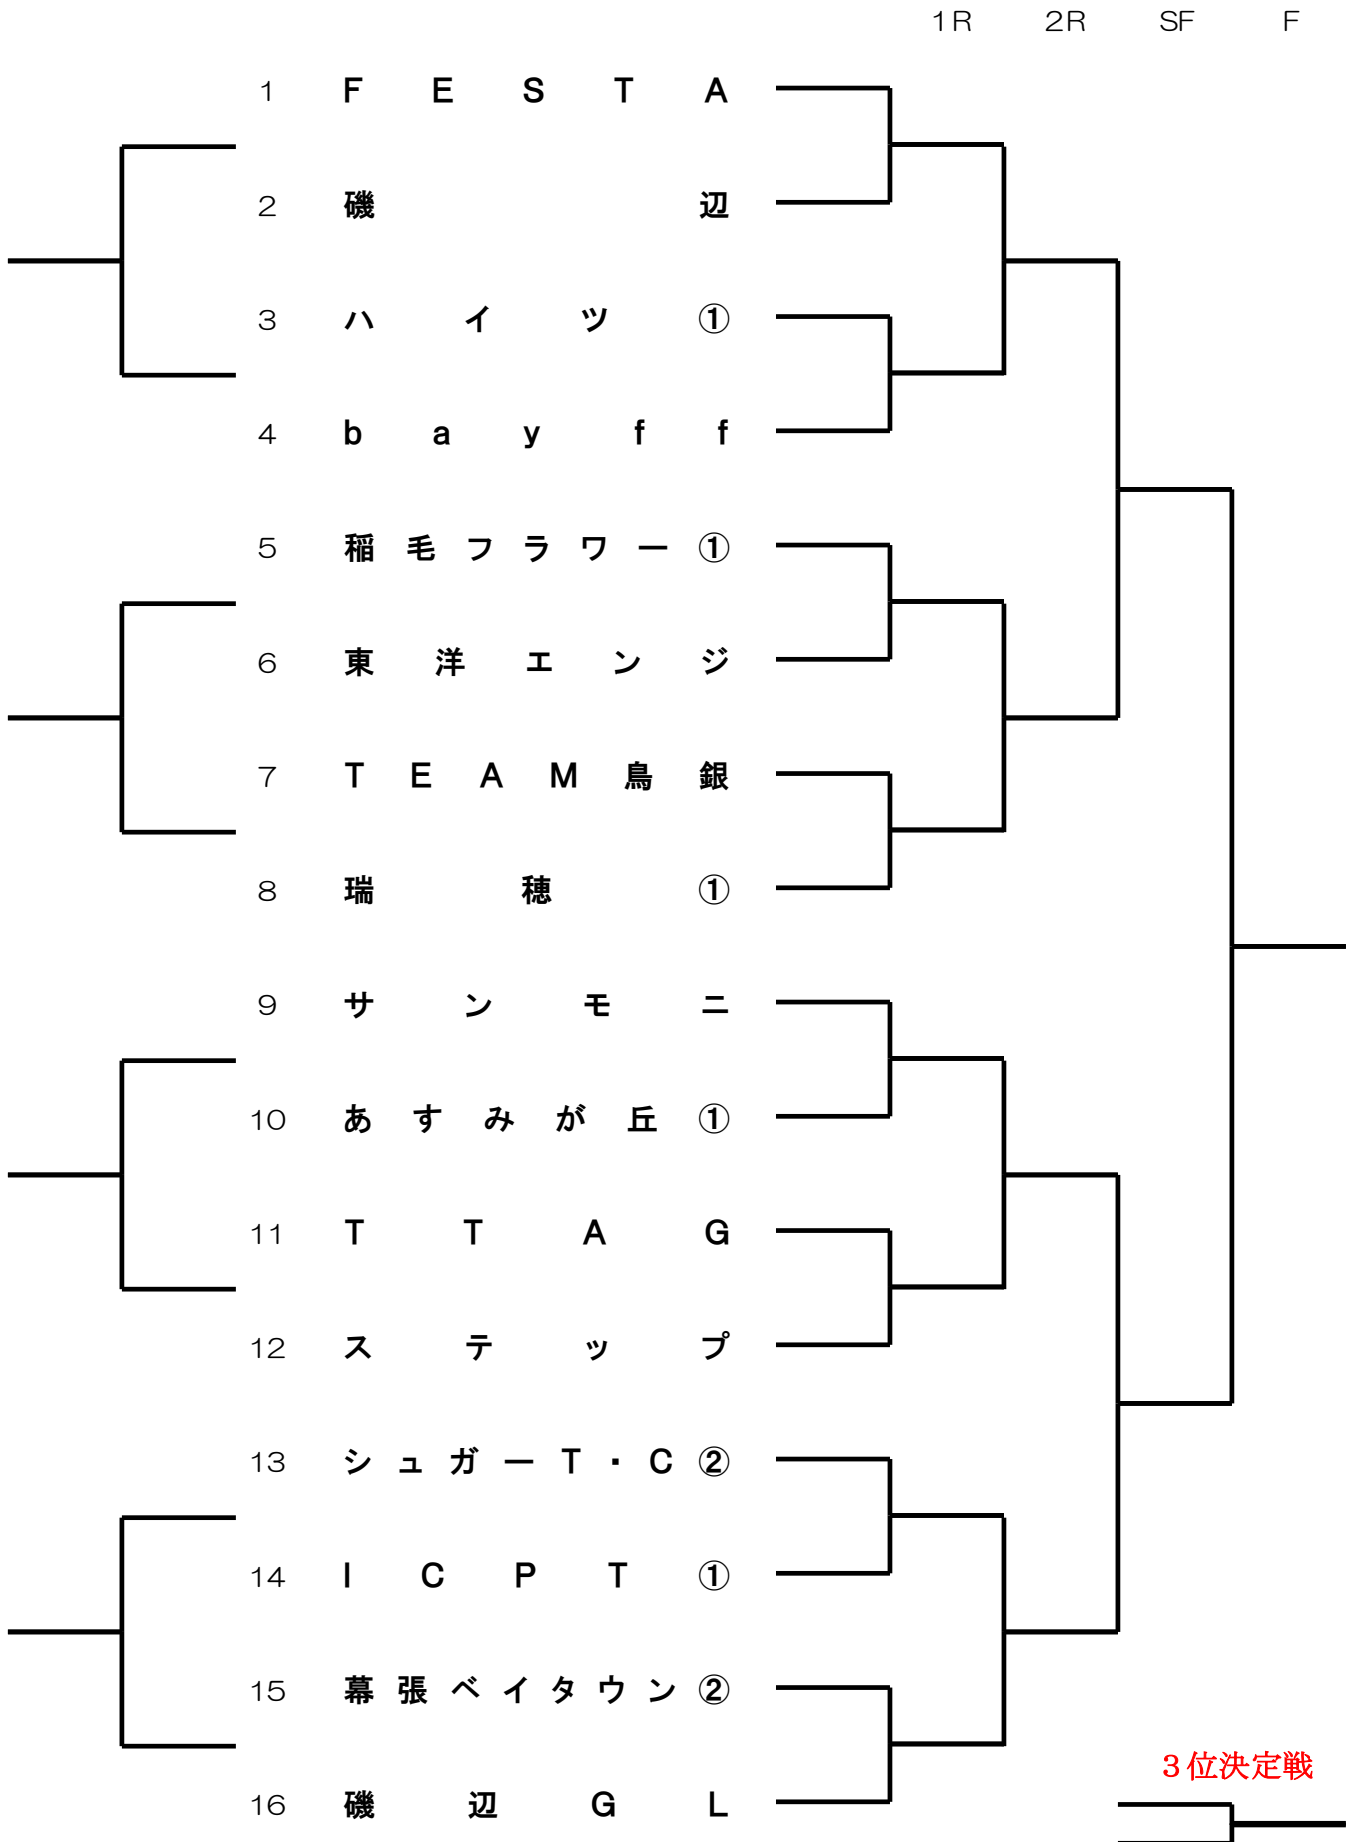 1R 2R SF F
1 FESTA
2 磯辺
3 ハイツ①
4 bayff
5 稲毛フラワー①
6 東洋エンジ
7 TEAM鳥銀
8 瑞穂①
9 サンモニ
10 あすみが丘①
11 TTAG
12 ステップ
13 シュガーT・C②
14 ICPT①
15 幕張ベイタウン②
3位決定戦
16 磯辺GL